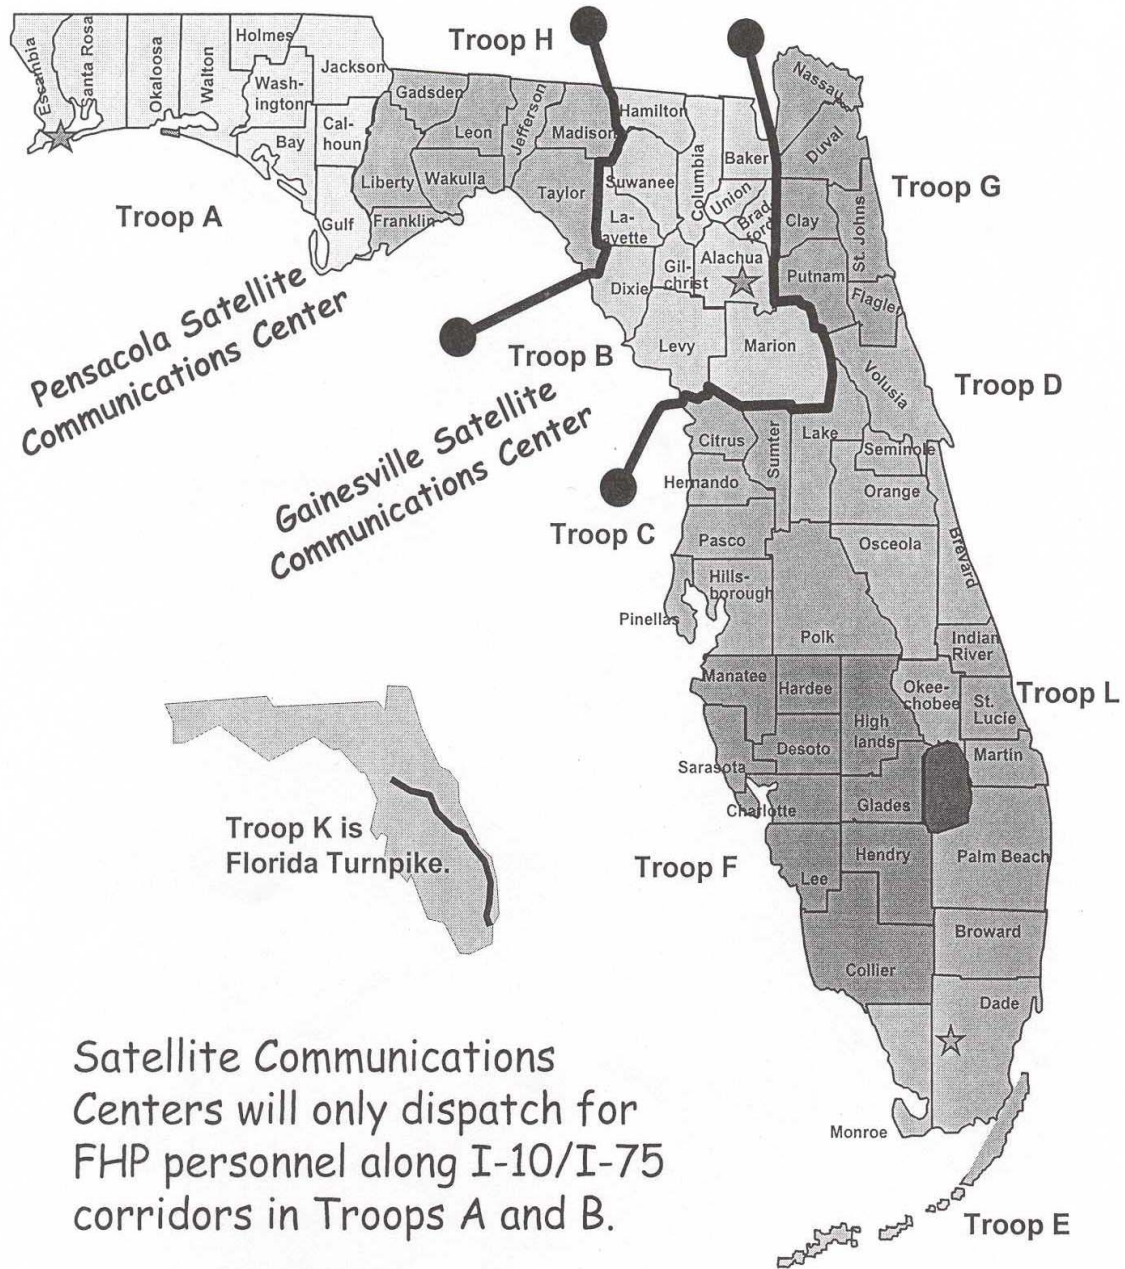 Escambia
Santa Rosa
Okaloosa
Walton
Holmes
Wash-
ington
Jackson
Bay
Cal-
houn
Gulf
Gadsden
Liberty
Franklin
Leon
Wakulla
Jefferson
Madison
Taylor
Troop H
Troop A
Hamilton
Suwanee
La-
ayette
Columbia
Baker
Union
Brad-
ford
Gil-
christ
Alachua
Dixie
Levy
Marion
Nassau
Duval
Clay
St. Johns
Putnam
Flagler
Troop G
Pensacola Satellite
Communications Center
Troop B
Gainesville Satellite
Communications Center
Troop C
Volusia
Troop D
Citrus
Sumter
Lake
Seminole
Hernando
Orange
Pasco
Osceola
Brevard
Hills-
borough
Pinellas
Polk
Indian
River
Manatee
Hardee
High
lands
Okee-
chobee
St.
Lucie
Troop L
Desoto
Sarasota
Martin
Charlotte
Glades
Troop K is
Florida Turnpike.
Troop F
Hendry
Palm Beach
Lee
Broward
Collier
Dade
Monroe
Troop E
Satellite Communications
Centers will only dispatch for
FHP personnel along I-10/I-75
corridors in Troops A and B.